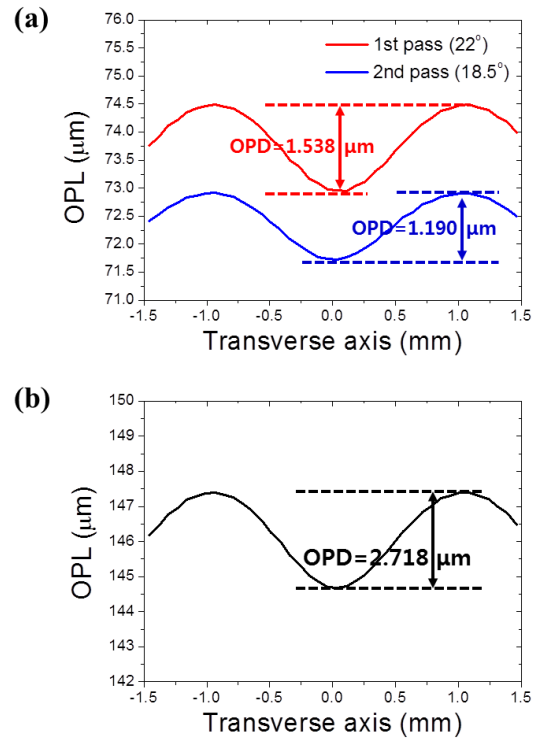 (a)
76.0
75.5
75.0
74.5
74.0
73.5
73.0
72.5
72.0
71.5
71.0
OPL (μm)
1st pass (22°)
2nd pass (18.5°)
OPD=1.538 μm
OPD=1.190 μm
-1.5 -1.0 -0.5 0.0 0.5 1.0 1.5
Transverse axis (mm)
(b)
150
149
148
147
146
145
144
143
142
OPL (μm)
OPD=2.718 μm
-1.5 -1.0 -0.5 0.0 0.5 1.0 1.5
Transverse axis (mm)